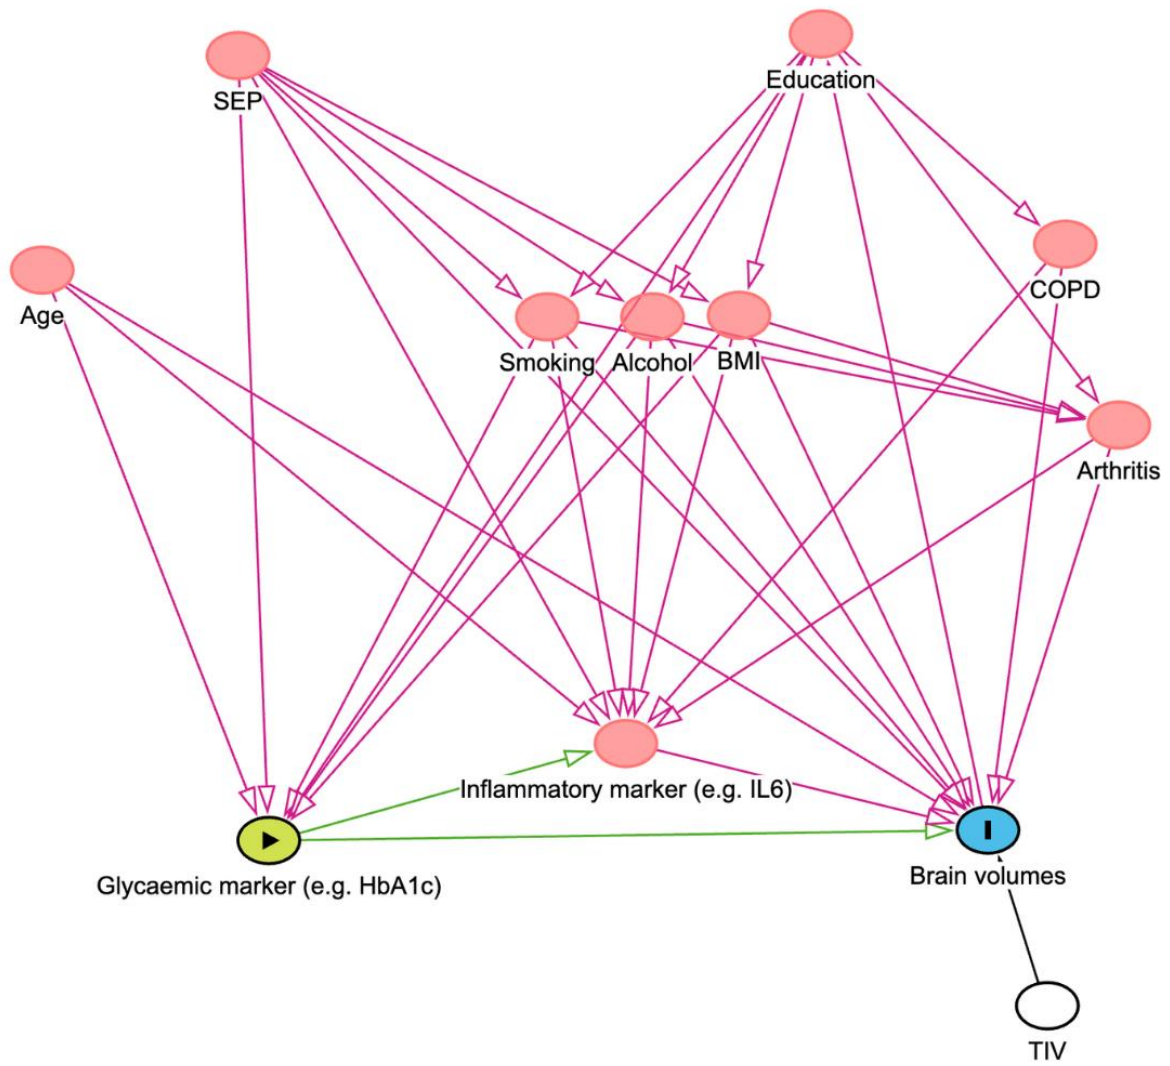 Education
SEP
COPD
Age
Smoking
Alcohol
BMI
Arthritis
Inflammatory marker (e.g. IL6)
Brain volumes
Glycaemic marker (e.g. HbA1c)
TIV